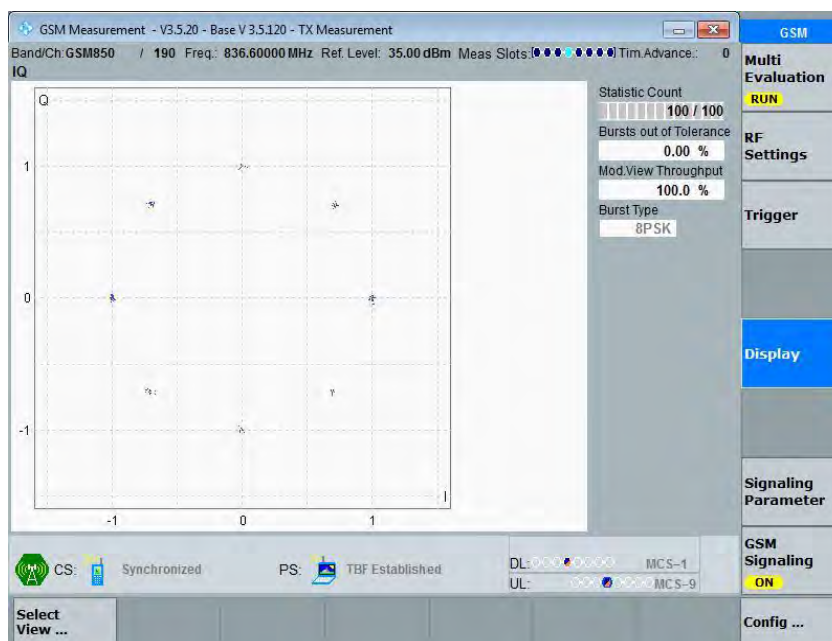 GSM Measurement - V3.5.20 - Base V 3.5.120 - TX Measurement
Band/Ch:GSM850 / 190 Freq.: 836.60000 MHz Ref. Level: 35.00 dBm Meas Slots: Tim.Advance.: 0
IQ
Q
1
0
-1
-1 0 1
I
Statistic Count
100 / 100
Bursts out of Tolerance
0.00 %
Mod.View Throughput
100.0 %
Burst Type
8PSK
CS: Synchronized PS: TBF Established
DL: MCS-1
UL: MCS-9
Select
View ...
GSM
Multi
Evaluation
RUN
RF
Settings
Trigger
Display
Signaling
Parameter
GSM
Signaling
ON
Config ...